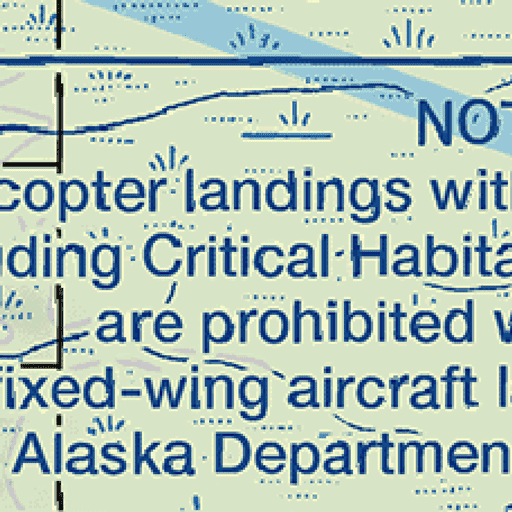 NOT
copter landings with
uding Critical Habita
are prohibited w
fixed-wing aircraft l
Alaska Departmen